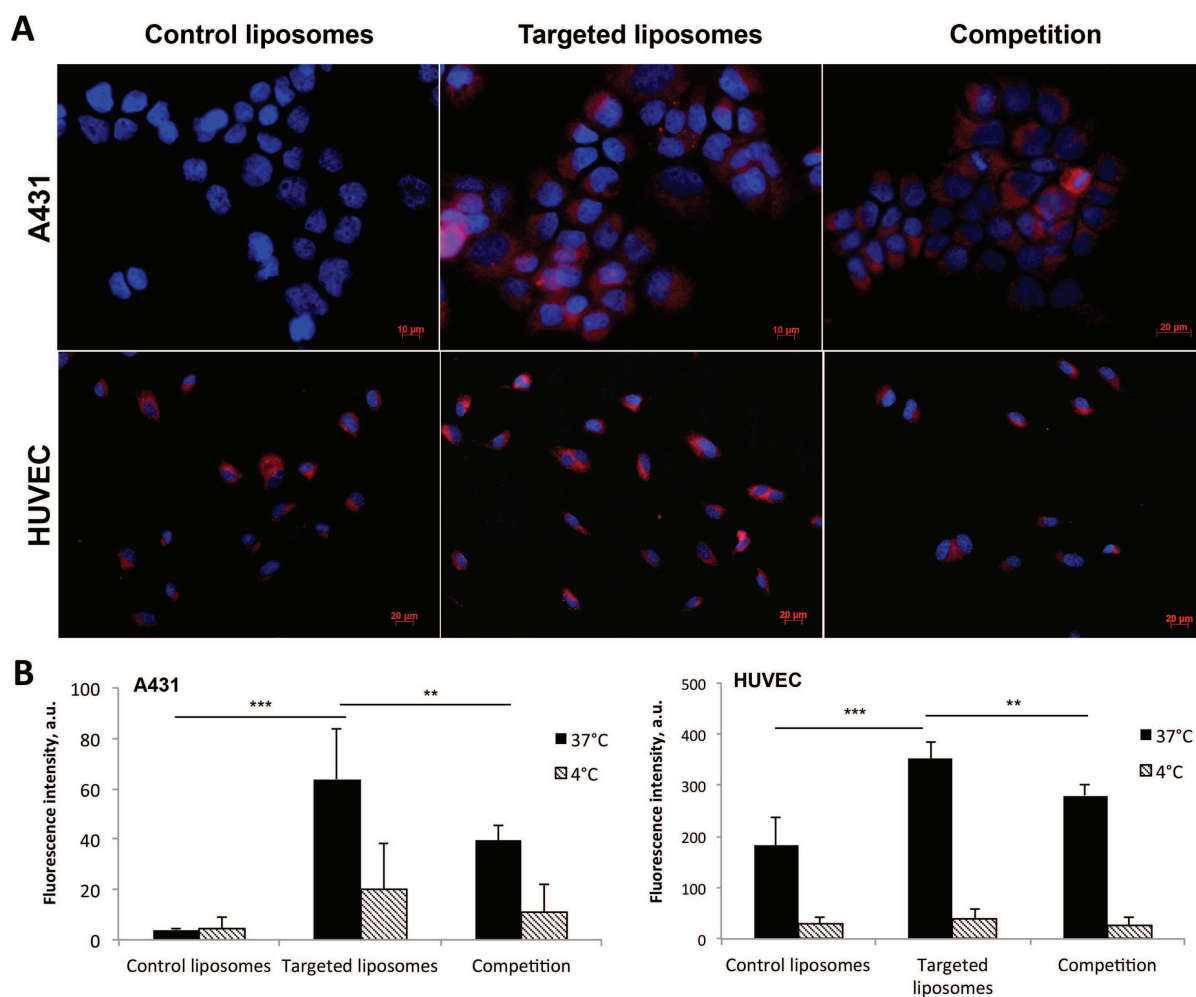 A
Control liposomes
Targeted liposomes
Competition
A431
10 µm
10 µm
20 µm
HUVEC
20 µm
20 µm
20 µm
B
A431
Fluorescence intensity, a.u.
100
80
60
40
20
0
***
**
37°C
4°C
Control liposomes
Targeted liposomes
Competition
HUVEC
Fluorescence intensity, a.u.
500
400
300
200
100
0
***
**
37°C
4°C
Control liposomes
Targeted
liposomes
Competition